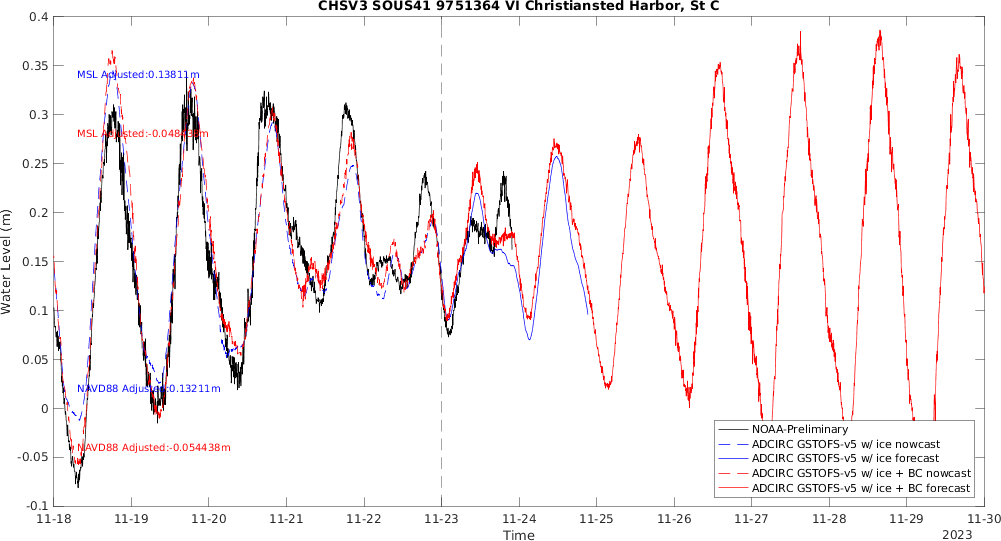 CHSV3 SOUS41 9751364 VI Christiansted Harbor, St C
0.4
0.35
0.3
0.25
0.2
0.15
0.1
0.05
0
-0.05
-0.1
Water Level (m)
MSL Adjusted:0.13811m
NAVD88 Adjusted:0.13211m
NAVD88 Adjusted:-0.054438m
NOAA-Preliminary
ADCIRC GSTOFS-v5 w/ ice nowcast
ADCIRC GSTOFS-v5 w/ ice forecast
ADCIRC GSTOFS-v5 w/ ice + BC nowcast
ADCIRC GSTOFS-v5 w/ ice + BC forecast
11-18 11-19 11-20 11-21 11-22 11-23 11-24 11-25 11-26 11-27 11-28 11-29 11-30
Time
2023